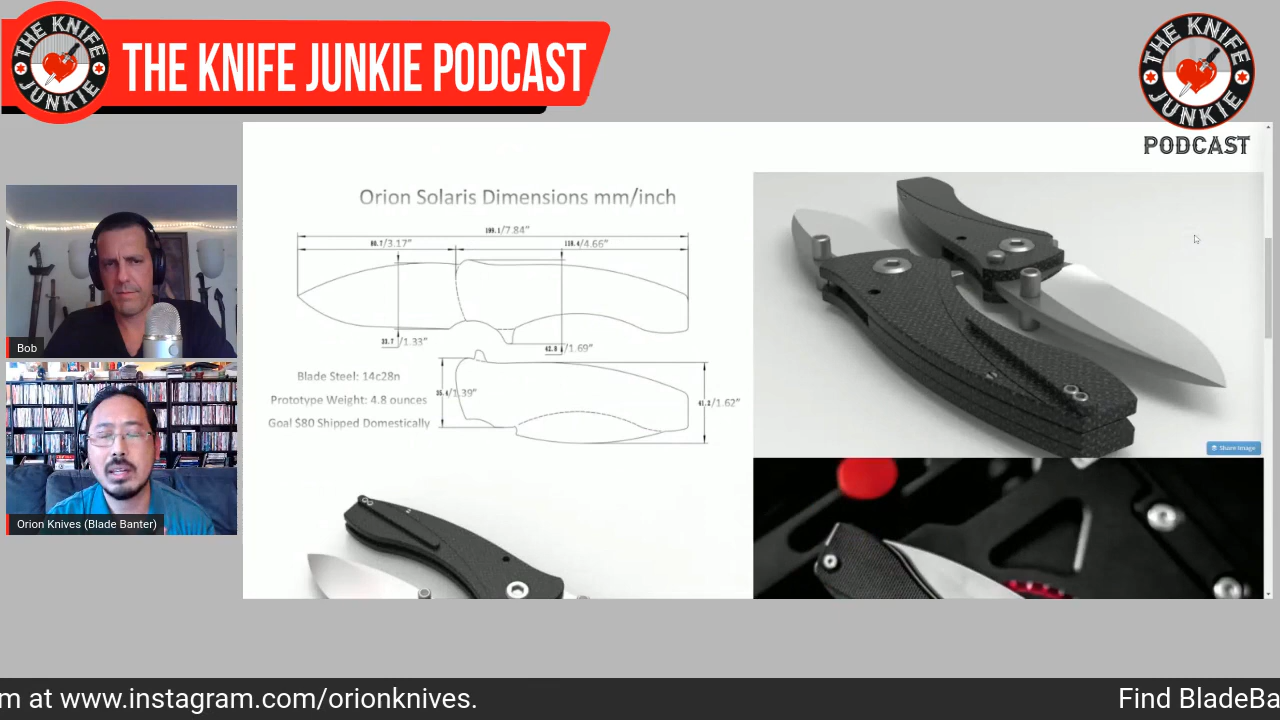 THE KNIFE
JUNKIE
THE KNIFE JUNKIE PODCAST
THE KNIFE
JUNKIE
PODCAST
Orion Solaris Dimensions mm/inch
199.1/7.84"
80.7/3.17"
118.4/4.66"
33.7/1.33"
42.8/1.69"
Blade Steel: 14c28n
35.4/1.39"
Prototype Weight: 4.8 ounces
41.2/1.62"
Goal $80 Shipped Domestically
Share Image
Bob
Orion Knives (Blade Banter)
m at www.instagram.com/orionknives.
Find BladeBa